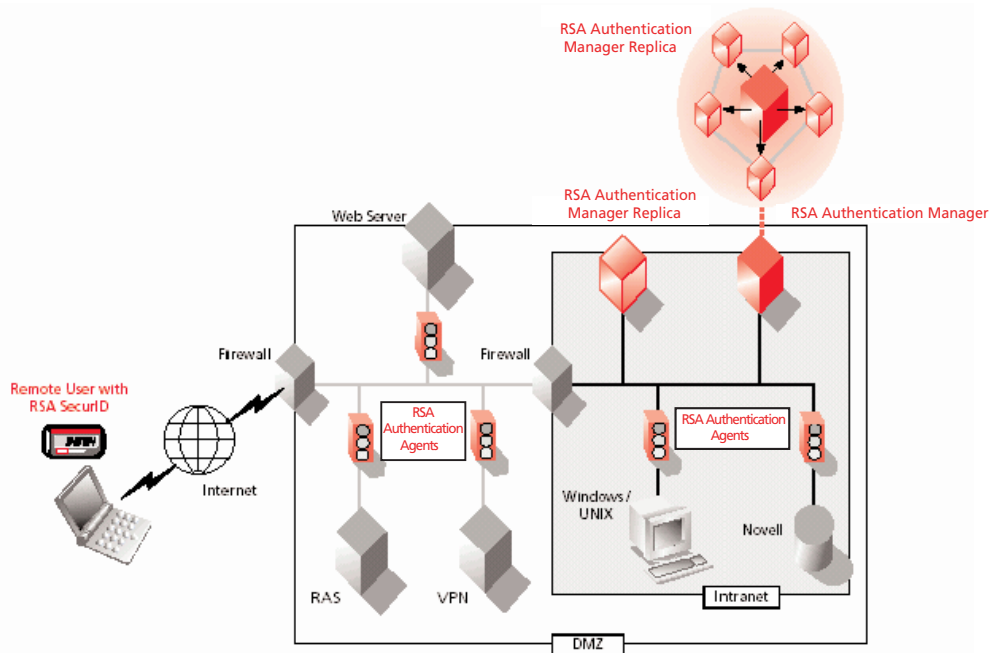 RSA Authentication
Manager Replica
RSA Authentication
Manager Replica
RSA Authentication Manager
Web Server
Firewall
Firewall
Remote User with
RSA SecurID
Internet
RSA
Authentication
Agents
RSA Authentication
Agents
Windows /
UNIX
Novell
RAS
VPN
Intranet
DMZ